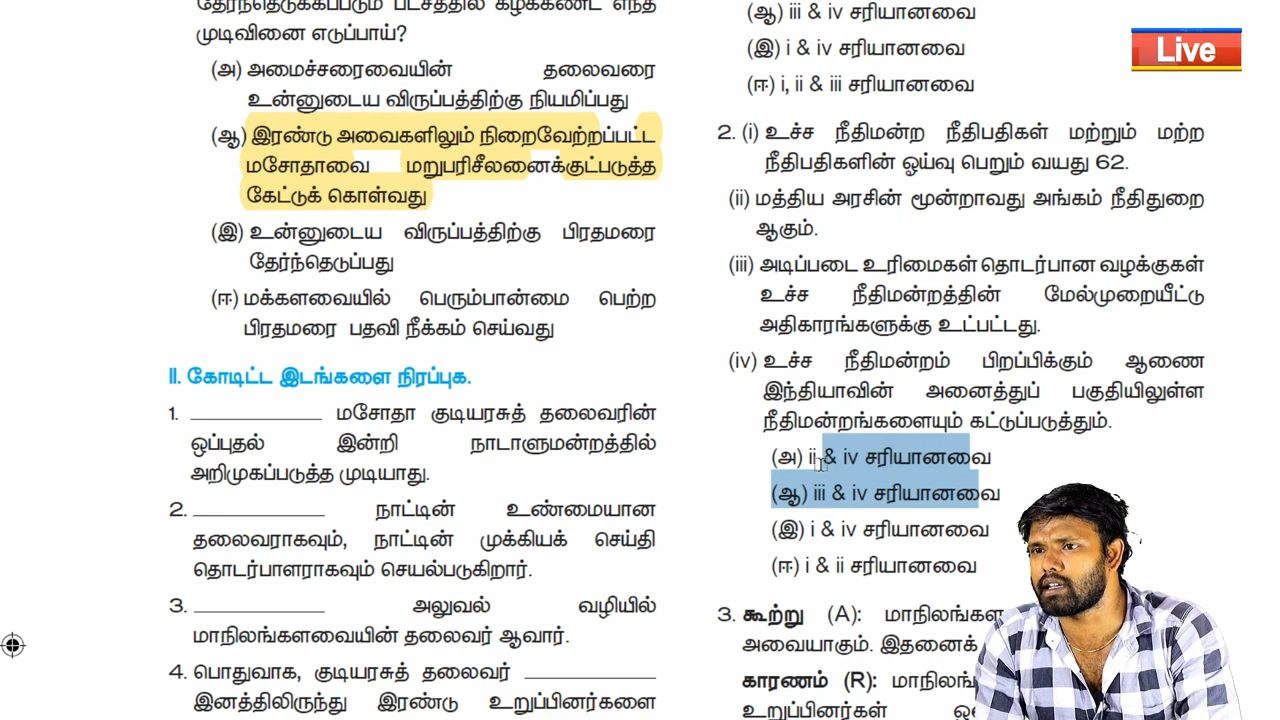 தேர்ந்தெடுக்கப்படும் பட்சத்தில் கீழ்க்கண்ட எந்த
முடிவினை எடுப்பாய்?
(அ) அமைச்சரைவையின் தலைவரை
உன்னுடைய விருப்பத்திற்கு நியமிப்பது
(ஆ) இரண்டு அவைகளிலும் நிறைவேற்றப்பட்ட
மசோதாவை மறுபரிசீலனைக்குட்படுத்த
கேட்டுக் கொள்வது
(இ) உன்னுடைய விருப்பத்திற்கு பிரதமரை
தேர்ந்தெடுப்பது
(ஈ) மக்களவையில் பெரும்பான்மை பெற்ற
பிரதமரை பதவி நீக்கம் செய்வது
II. கோடிட்ட இடங்களை நிரப்புக.
1. ____________ மசோதா குடியரசுத் தலைவரின்
ஒப்புதல் இன்றி நாடாளுமன்றத்தில்
அறிமுகப்படுத்த முடியாது.
2. ____________ நாட்டின் உண்மையான
தலைவராகவும், நாட்டின் முக்கியக் செய்தி
தொடர்பாளராகவும் செயல்படுகிறார்.
3. ____________ அலுவல் வழியில்
மாநிலங்களவையின் தலைவர் ஆவார்.
4. பொதுவாக, குடியரசுத் தலைவர் ____________
இனத்திலிருந்து இரண்டு உறுப்பினர்களை
(ஆ) iii & iv சரியானவை
(இ) i & iv சரியானவை
(ஈ) i, ii & iii சரியானவை
2. (i) உச்ச நீதிமன்ற நீதிபதிகள் மற்றும் மற்ற
நீதிபதிகளின் ஓய்வு பெறும் வயது 62.
(ii) மத்திய அரசின் மூன்றாவது அங்கம் நீதிதுறை
ஆகும்.
(iii) அடிப்படை உரிமைகள் தொடர்பான வழக்குகள்
உச்ச நீதிமன்றத்தின் மேல்முறையீட்டு
அதிகாரங்களுக்கு உட்பட்டது.
(iv) உச்ச நீதிமன்றம் பிறப்பிக்கும் ஆணை
இந்தியாவின் அனைத்துப் பகுதியிலுள்ள
நீதிமன்றங்களையும் கட்டுப்படுத்தும்.
(அ) ii & iv சரியானவை
(ஆ) iii & iv சரியானவை
(இ) i & iv சரியானவை
(ஈ) i & ii சரியானவை
3. கூற்று (A): மாநிலங்க
அவையாகும். இதனைக்
காரணம் (R):
உறுப்பினர்கள்
Live